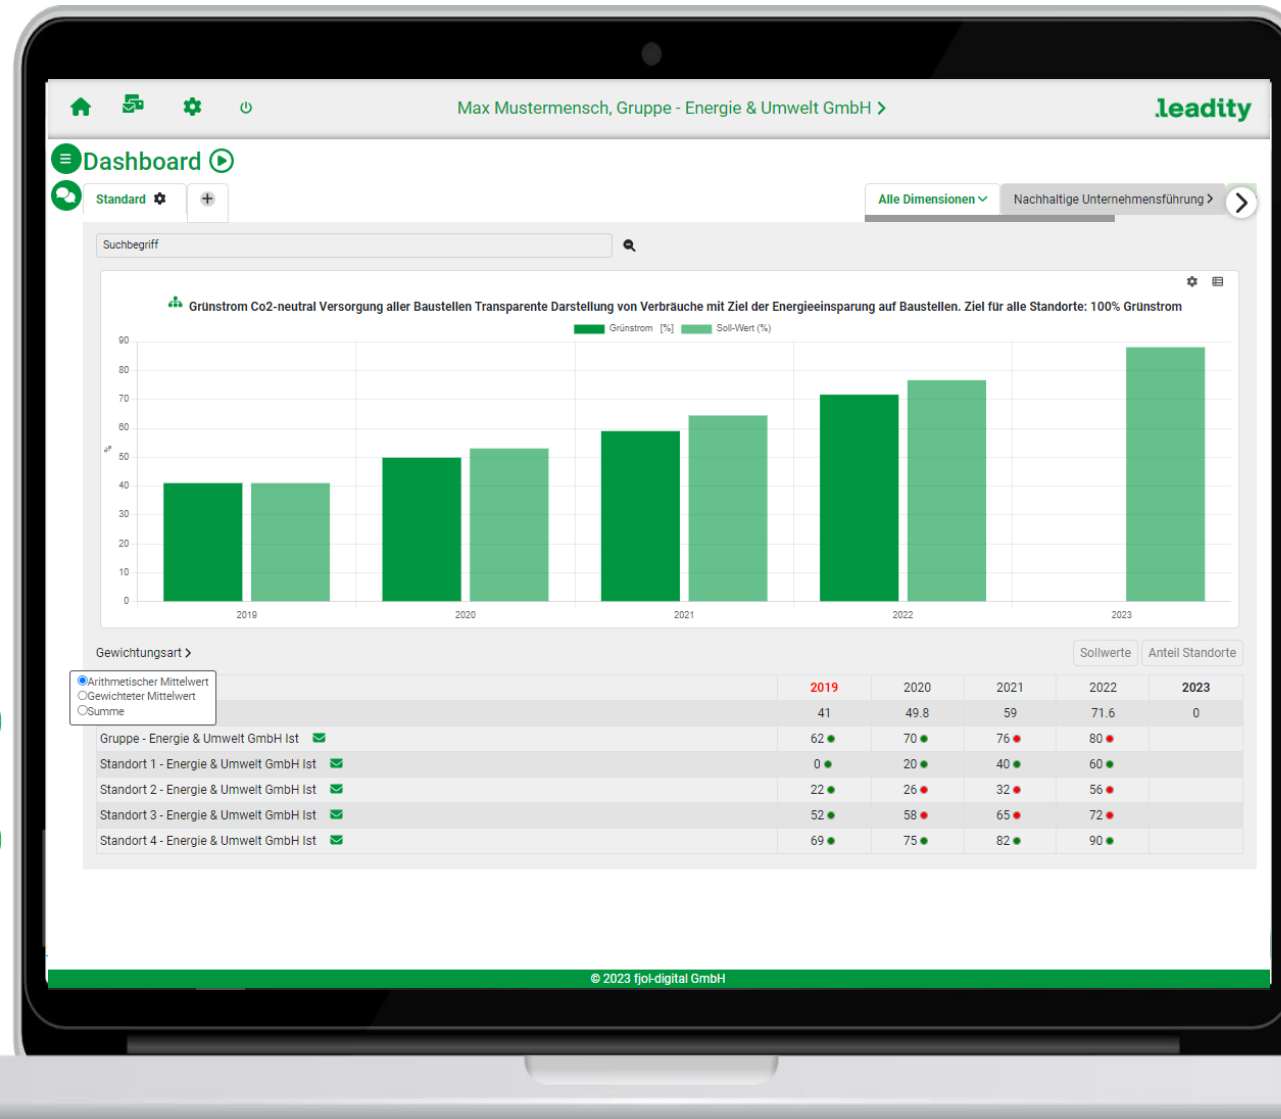 Max Mustermensch, Gruppe - Energie & Umwelt GmbH
.leadity
Dashboard
Standard
Alle Dimensionen
Nachhaltige Unternehmensführung
Suchbegriff
Grünstrom Co2-neutral Versorgung aller Baustellen Transparente Darstellung von Verbräuche mit Ziel der Energieeinsparung auf Baustellen. Ziel für alle Standorte: 100% Grünstrom
Grünstrom [%] Soll-Wert (%)
90
80
70
60
%
50
40
30
20
10
0
2019 2020 2021 2022 2023
Gewichtungsart
Sollwerte
Anteil Standorte
Arithmetischer Mittelwert
Gewichteter Mittelwert
Summe
2019 2020 2021 2022 2023
41 49.8 59 71.6 0
Gruppe - Energie & Umwelt GmbH Ist 62 70 76 80
Standort 1 - Energie & Umwelt GmbH Ist 0 20 40 60
Standort 2 - Energie & Umwelt GmbH Ist 22 26 32 56
Standort 3 - Energie & Umwelt GmbH Ist 52 58 65 72
Standort 4 - Energie & Umwelt GmbH Ist 69 75 82 90
© 2023 fjol-digital GmbH